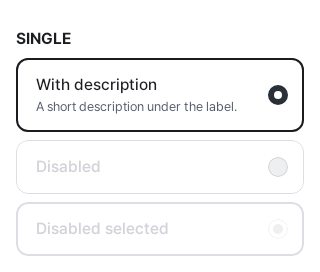 SINGLE
With description
A short description under the label.
Disabled
Disabled selected